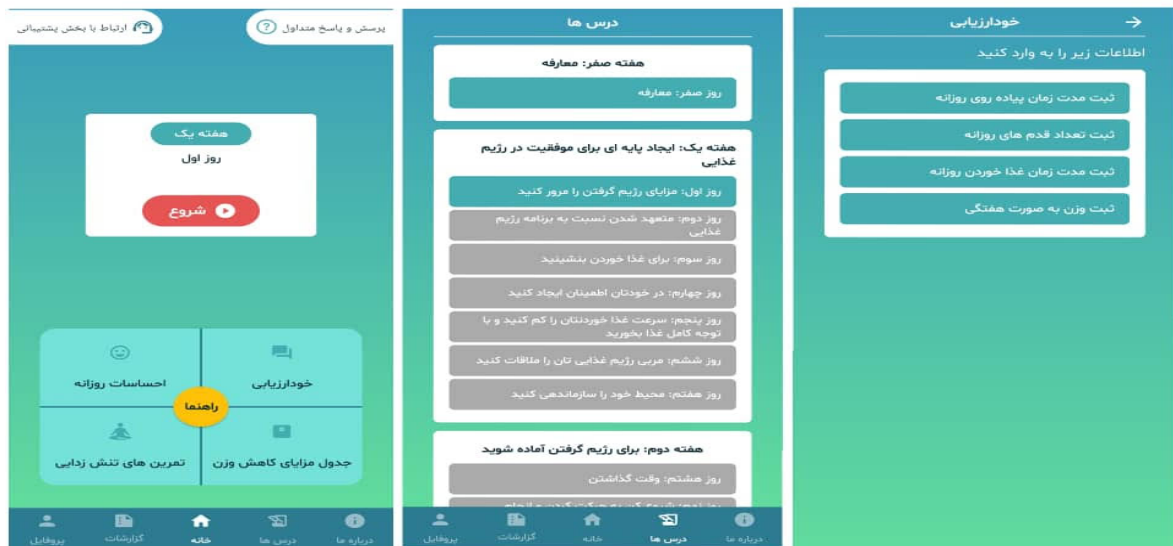 پرسش و پاسخ متداول
ارتباط با بخش پشتیبانی
هفته یک
روز اول
شروع
خودارزیابی
احساسات روزانه
راهنما
جدول مزایای کاهش وزن
تمرین های تنش زدایی
درباره ما
درس ها
خانه
گزارشات
پروفایل
درس ها
هفته صفر: معارفه
روز صفر: معارفه
هفته یک: ایجاد پایه ای برای موفقیت در رژیم
غذایی
روز اول: مزایای رژیم گرفتن را مرور کنید
روز دوم: متعهد شدن نسبت به برنامه رژیم
غذایی
روز سوم: برای غذا خوردن بنشینید
روز چهارم: در خودتان اطمینان ایجاد کنید
روز پنجم: سرعت غذا خوردنتان را کم کنید و با
توجه کامل غذا بخورید
روز ششم: مربی رژیم غذایی تان را ملاقات کنید
روز هفتم: محیط خود را سازماندهی کنید
هفته دوم: برای رژیم گرفتن آماده شوید
روز هشتم: وقت گذاشتن
درباره ما
درس ها
خانه
گزارشات
پروفایل
خودارزیابی
اطلاعات زیر را به وارد کنید
ثبت مدت زمان پیاده روی روزانه
ثبت تعداد قدم های روزانه
ثبت مدت زمان غذا خوردن روزانه
ثبت وزن به صورت هفتگی